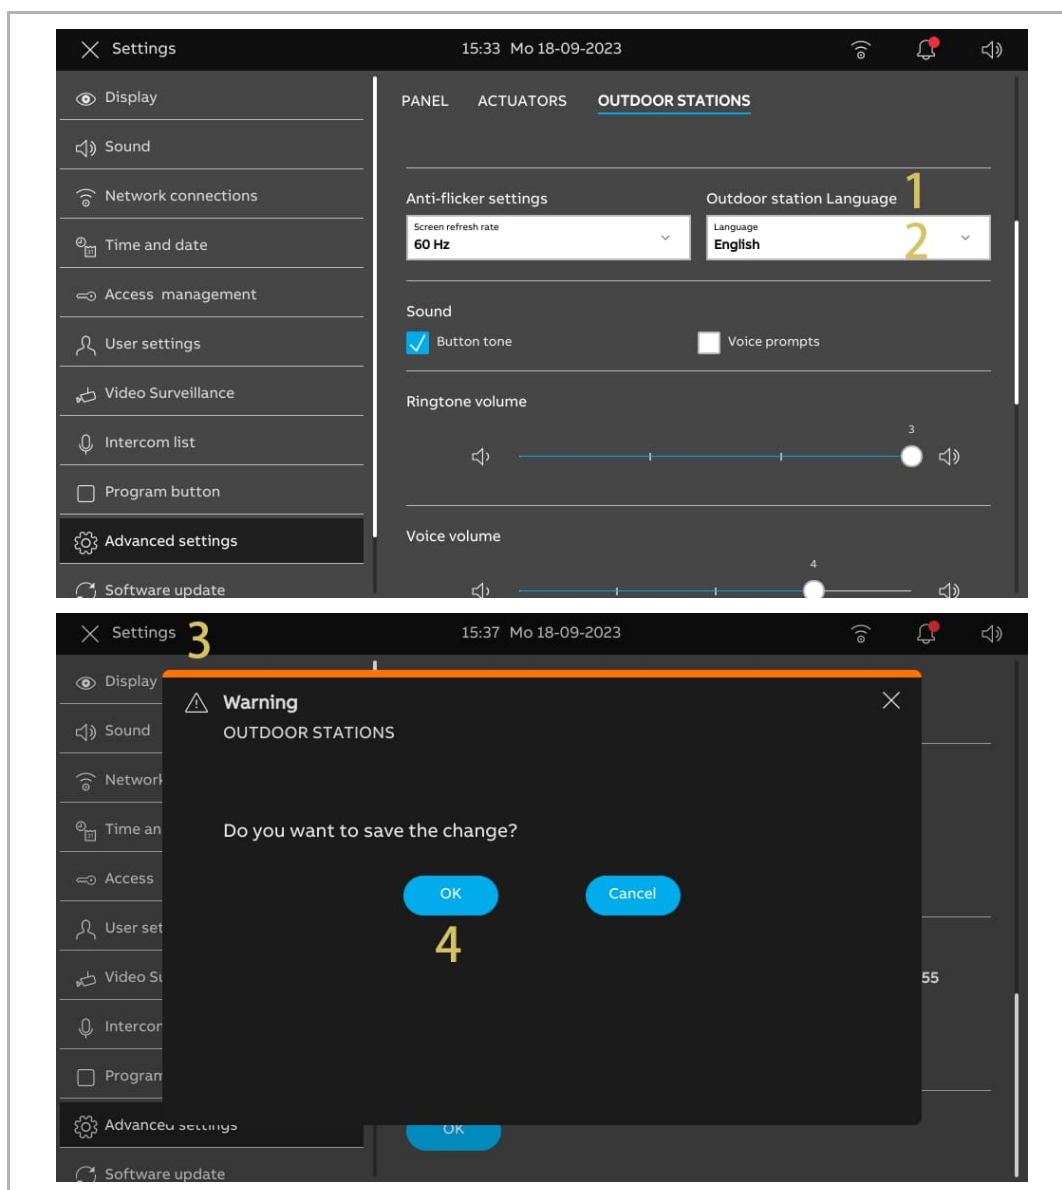 Settings 15:33 Mo 18-09-2023
Display
Sound
Network connections
Time and date
Access management
User settings
Video Surveillance
Intercom list
Program button
Advanced settings
Software update
PANEL ACTUATORS OUTDOOR STATIONS
Anti-flicker settings
Screen refresh rate
60 Hz
Outdoor station Language 1
Language
English 2
Sound
Button tone Voice prompts
Ringtone volume
3
Voice volume
4
Settings 3 15:37 Mo 18-09-2023
Display
Sound
Network
Time an
Access
User set
Video Su
Intercom
Program
Advanced settings
Software update
Warning
OUTDOOR STATIONS
Do you want to save the change?
OK Cancel
4
55
OK